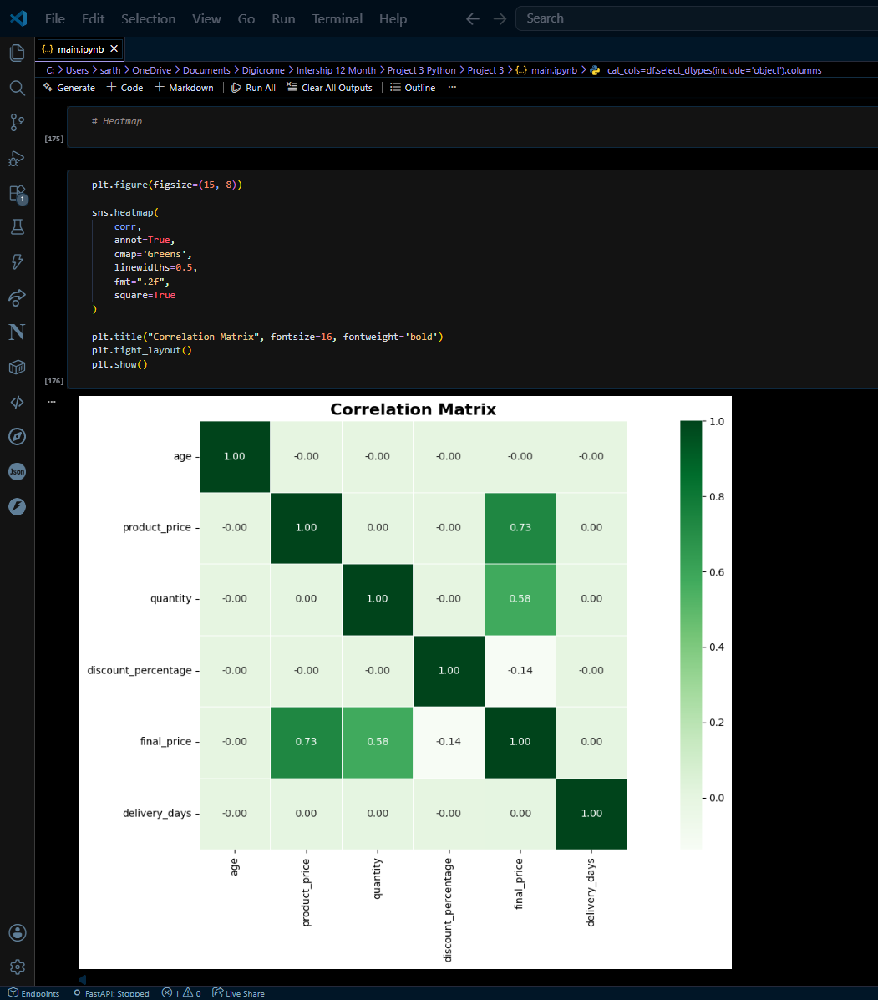 File Edit Selection View Go Run Terminal Help Search
main.ipynb
C: > Users > sarth > OneDrive > Documents > Digicrome > Intership 12 Month > Project 3 Python > Project 3 > main.ipynb > cat_cols=df.select_dtypes(include='object').columns
Generate + Code + Markdown Run All Clear All Outputs Outline ...
# Heatmap
[175]
plt.figure(figsize=(15, 8))
sns.heatmap(
corr,
annot=True,
cmap='Greens',
linewidths=0.5,
fmt=".2f",
square=True
)
plt.title("Correlation Matrix", fontsize=16, fontweight='bold')
plt.tight_layout()
plt.show()
[176]
...
Correlation Matrix
age 1.00 -0.00 -0.00 -0.00 -0.00 -0.00
product_price -0.00 1.00 0.00 -0.00 0.73 0.00
quantity -0.00 0.00 1.00 -0.00 0.58 0.00
discount_percentage -0.00 -0.00 -0.00 1.00 -0.14 -0.00
final_price -0.00 0.73 0.58 -0.14 1.00 0.00
delivery_days -0.00 0.00 0.00 -0.00 0.00 1.00
age product_price quantity discount_percentage final_price delivery_days
1.0
0.8
0.6
0.4
0.2
0.0
1
N
Json
Endpoints FastAPI: Stopped 1 0 Live Share